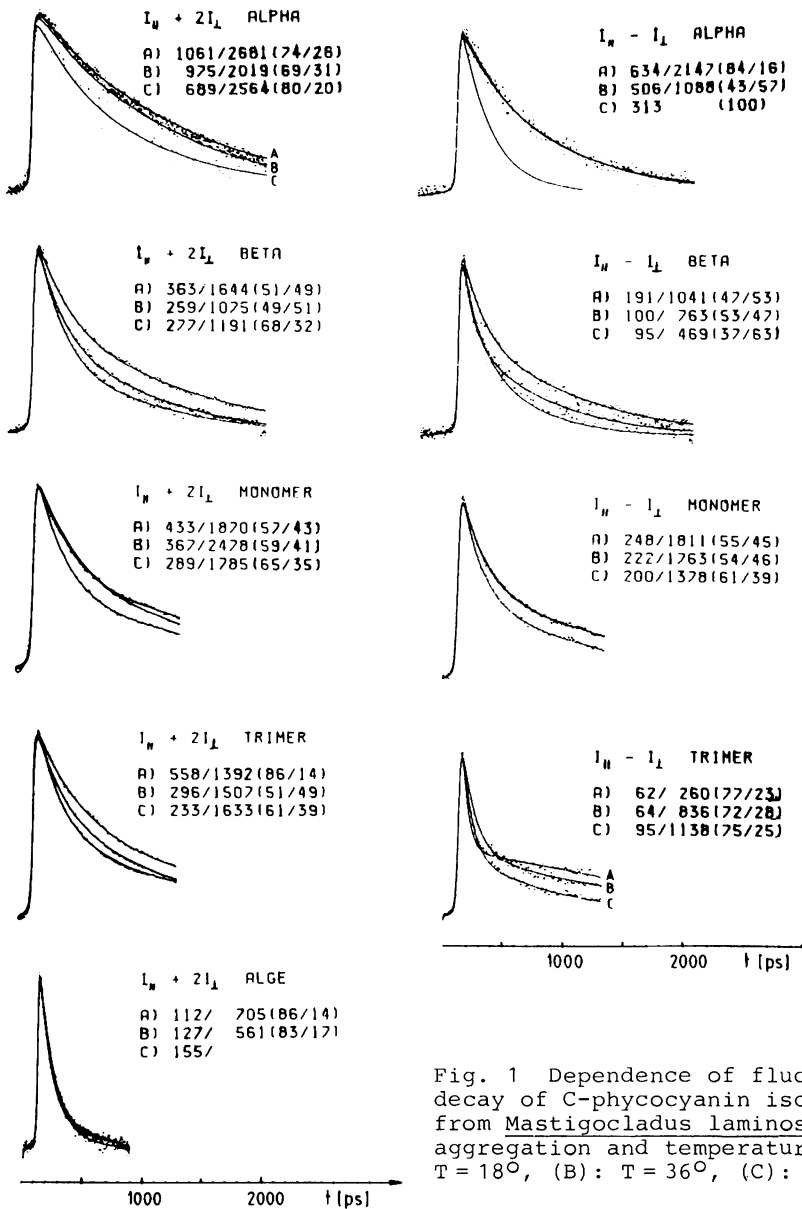 I∥ + 2I⊥ ALPHA
A) 1061/2681(74/26)
B) 975/2019(69/31)
C) 689/2564(80/20)
A
B
C
I∥ - I⊥ ALPHA
A) 634/2147(84/16)
B) 506/1088(43/57)
C) 313 (100)
I∥ + 2I⊥ BETA
A) 363/1644(51/49)
B) 259/1075(49/51)
C) 277/1191(68/32)
I∥ - I⊥ BETA
A) 191/1041(47/53)
B) 100/ 763(53/47)
C) 95/ 469(37/63)
I∥ + 2I⊥ MONOMER
A) 433/1870(57/43)
B) 367/2478(59/41)
C) 289/1785(65/35)
I∥ - I⊥ MONOMER
A) 248/1811(55/45)
B) 222/1763(54/46)
C) 200/1378(61/39)
I∥ + 2I⊥ TRIMER
A) 558/1392(86/14)
B) 296/1507(51/49)
C) 233/1633(61/39)
I∥ - I⊥ TRIMER
A) 62/ 260(77/23)
B) 64/ 836(72/28)
C) 95/1138(75/25)
A
B
C
1000 2000 t [ps]
I∥ + 2I⊥ ALGE
A) 112/ 705(86/14)
B) 127/ 561(83/17)
C) 155/
1000 2000 t [ps]
Fig. 1 Dependence of fluo
decay of C-phycocyanin iso
from Mastigocladus laminos
aggregation and temperatur
T = 18°, (B): T = 36°, (C):